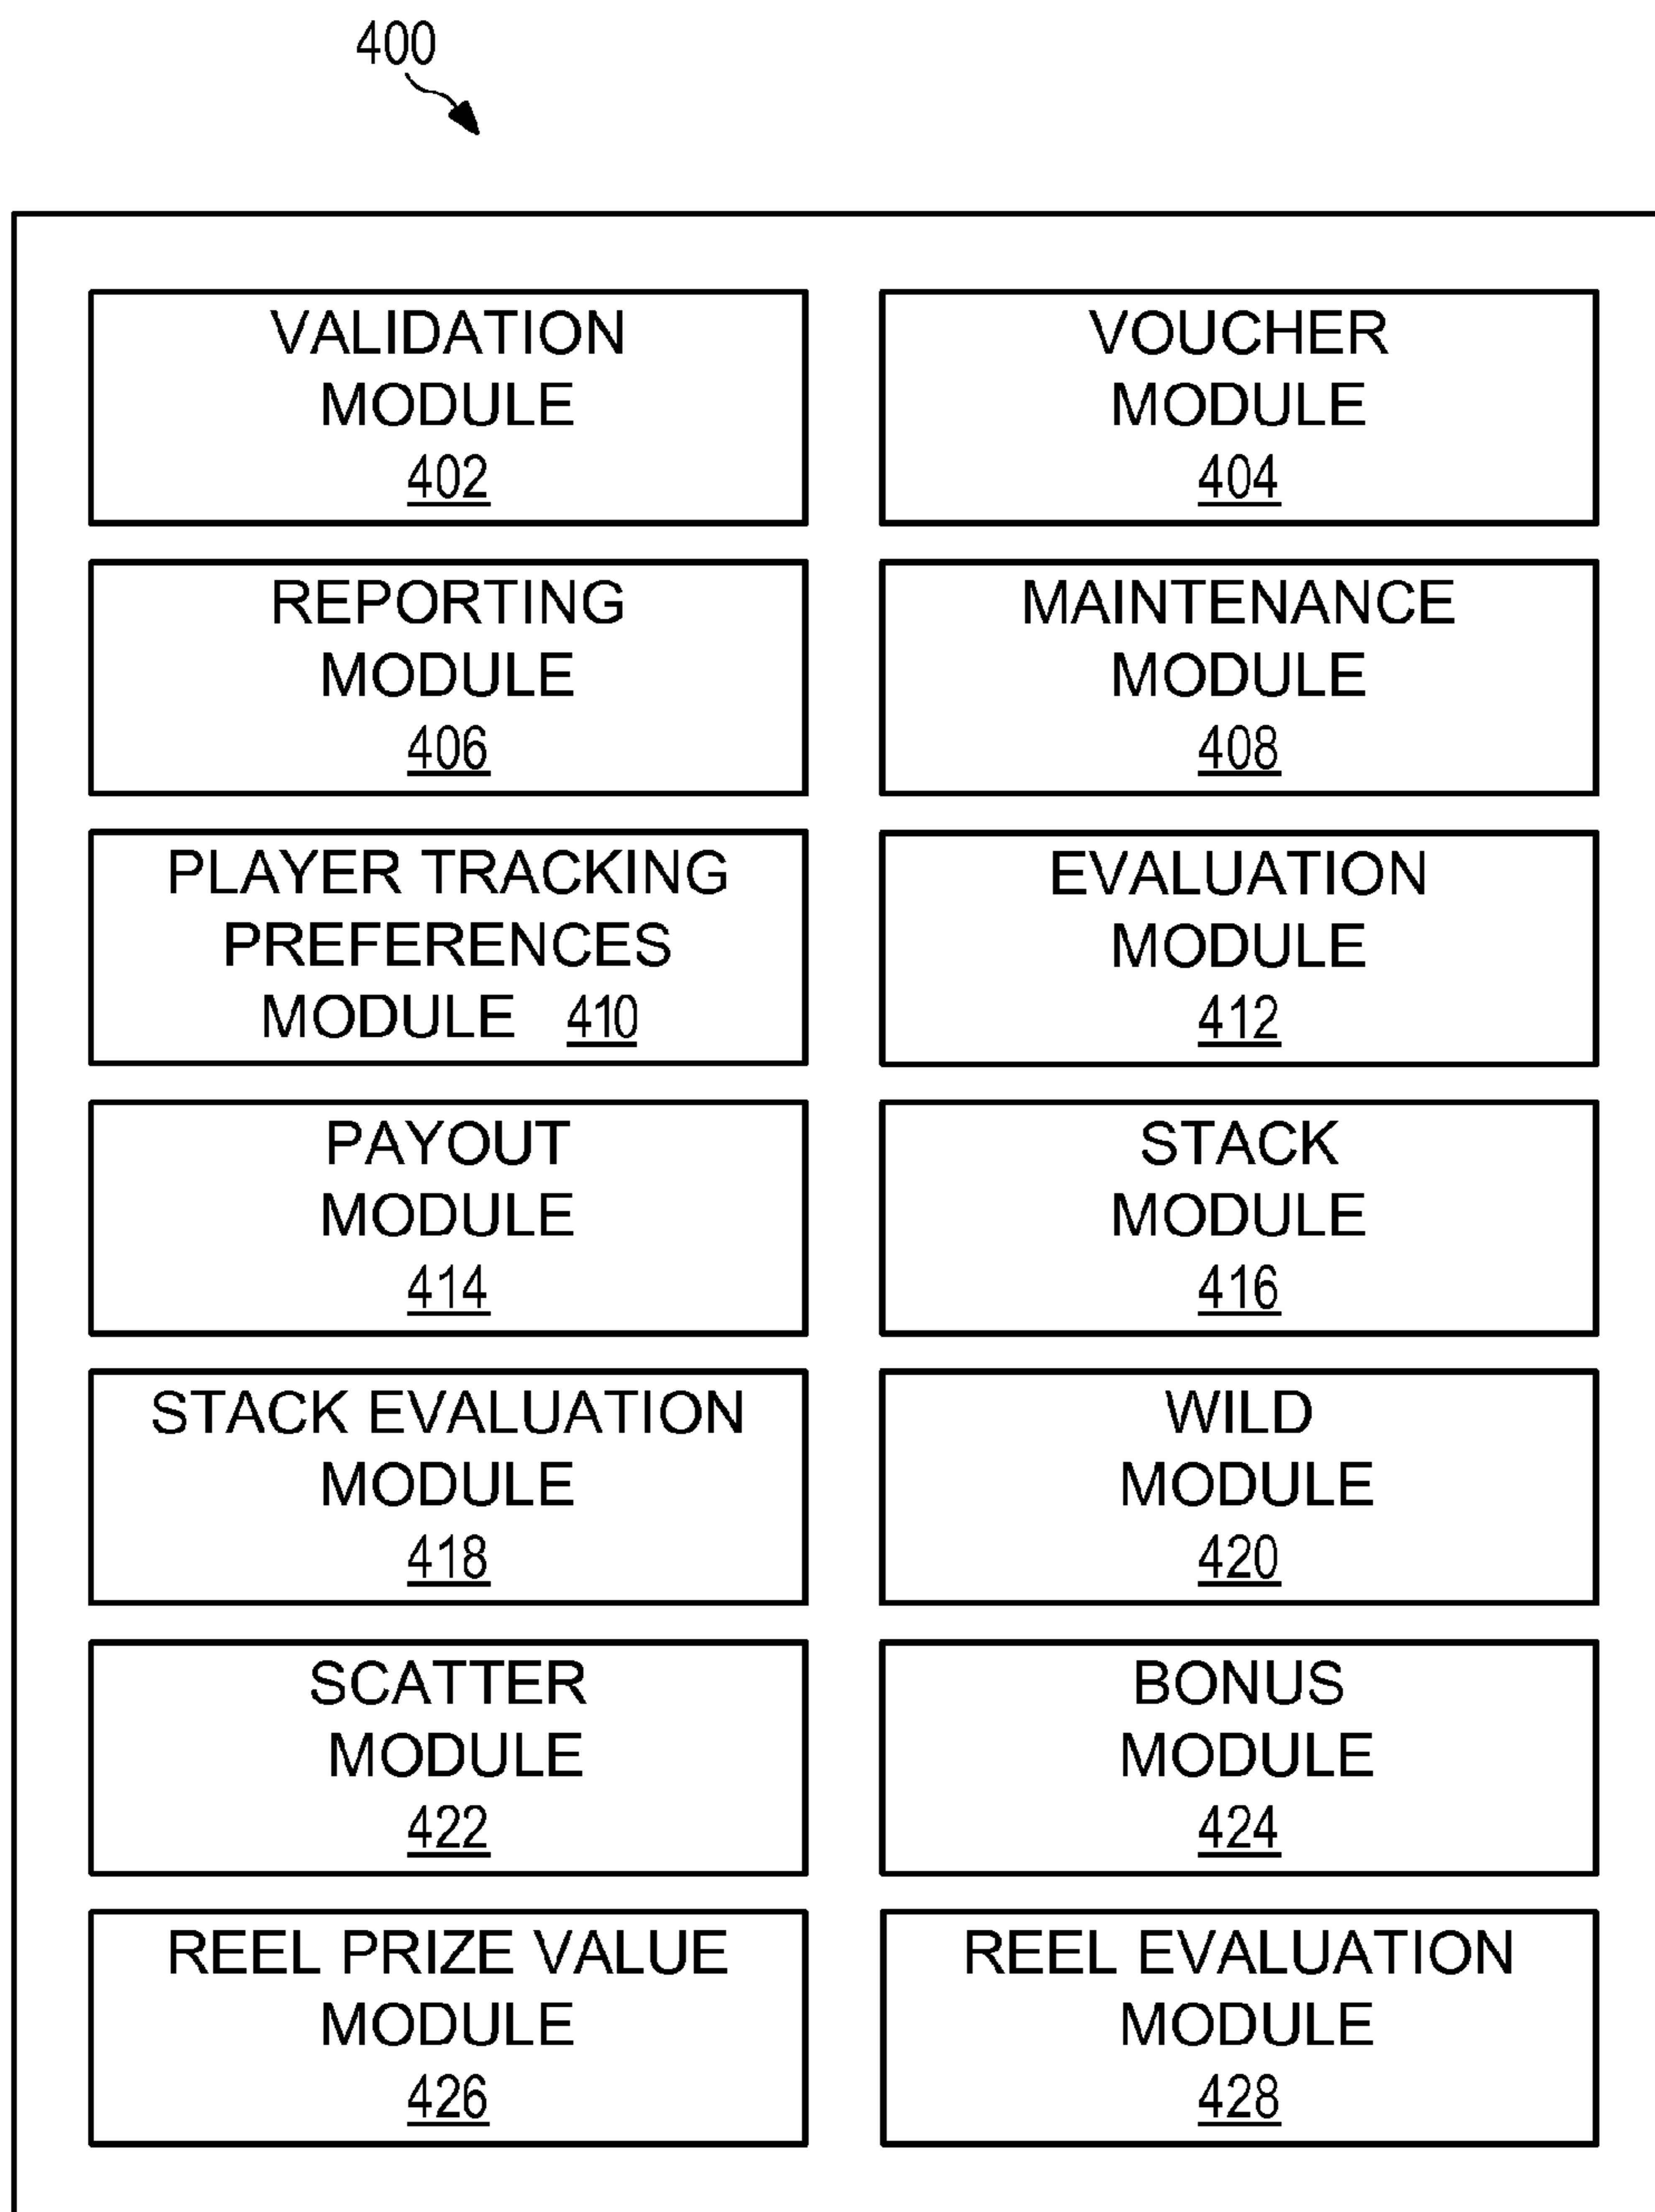 400
VALIDATION
MODULE
402
VOUCHER
MODULE
404
REPORTING
MODULE
406
MAINTENANCE
MODULE
408
PLAYER TRACKING
PREFERENCES
MODULE 410
EVALUATION
MODULE
412
PAYOUT
MODULE
414
STACK
MODULE
416
STACK EVALUATION
MODULE
418
WILD
MODULE
420
SCATTER
MODULE
422
BONUS
MODULE
424
REEL PRIZE VALUE
MODULE
426
REEL EVALUATION
MODULE
428